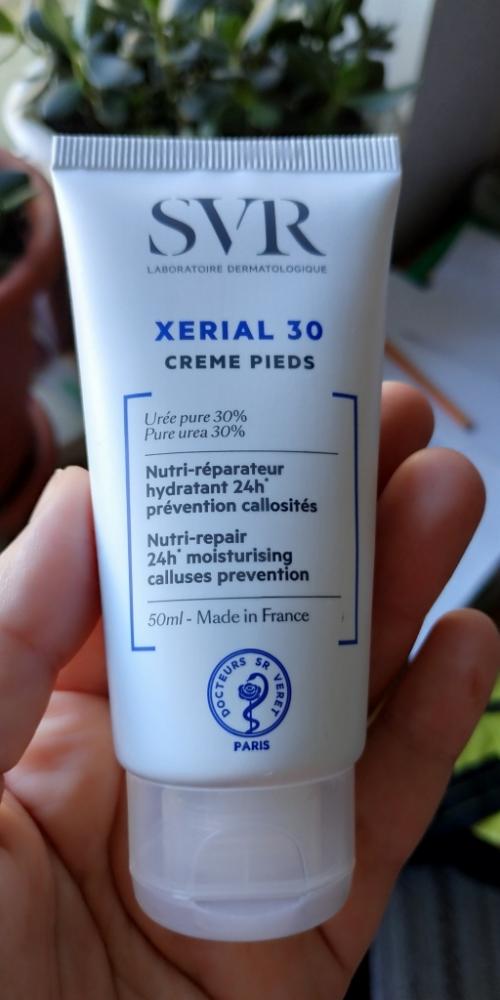 SVR
LABORATOIRE DERMATOLOGIQUE
XERIAL 30
CREME PIEDS
Urée pure 30%
Pure urea 30%
Nutri-réparateur
hydratant 24h*
prévention callosités
Nutri-repair
24h* moisturising
calluses prevention
50ml - Made in France
DOCTEURS SR VERET
PARIS